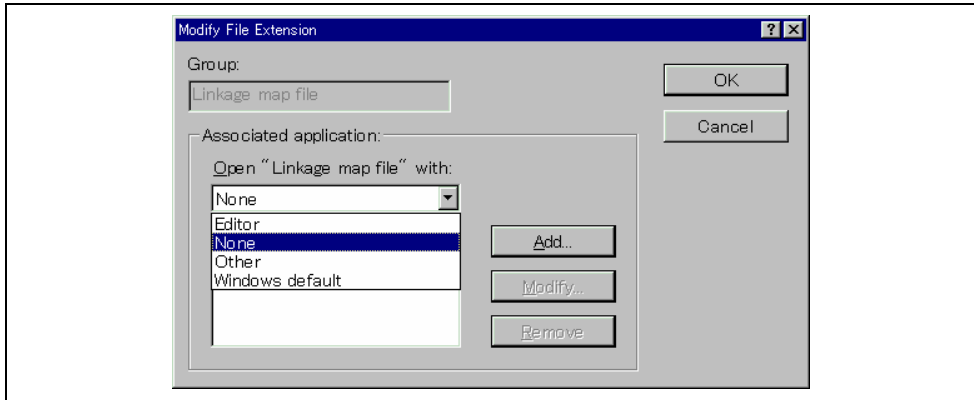 Modify File Extension
Group:
Linkage map file
OK
Cancel
Associated application:
Open "Linkage map file" with:
None
Editor
None
Other
Windows default
Add...
Modify...
Remove